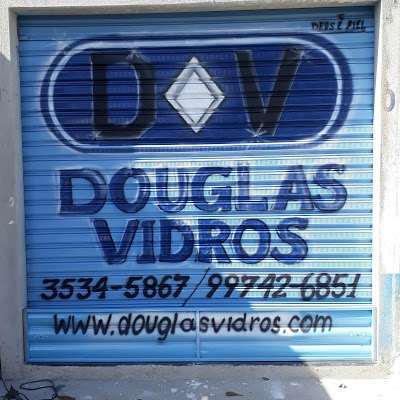 DEUS É FIEL
D V
DOUGLAS
VIDROS
3534-5867/99742-6851
www.douglasvidros.com